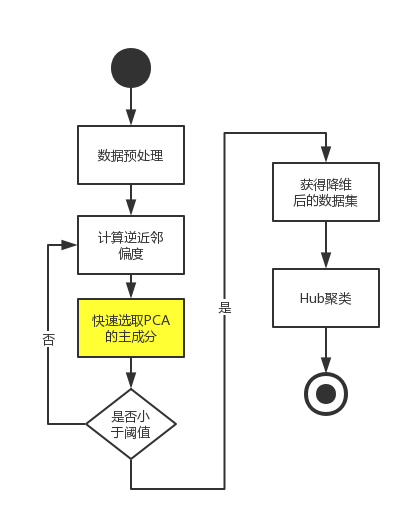 数据预处理
计算逆近邻
偏度
快速选取PCA
的主成分
是否小
于阈值
否
是
获得降维
后的数据集
Hub聚类